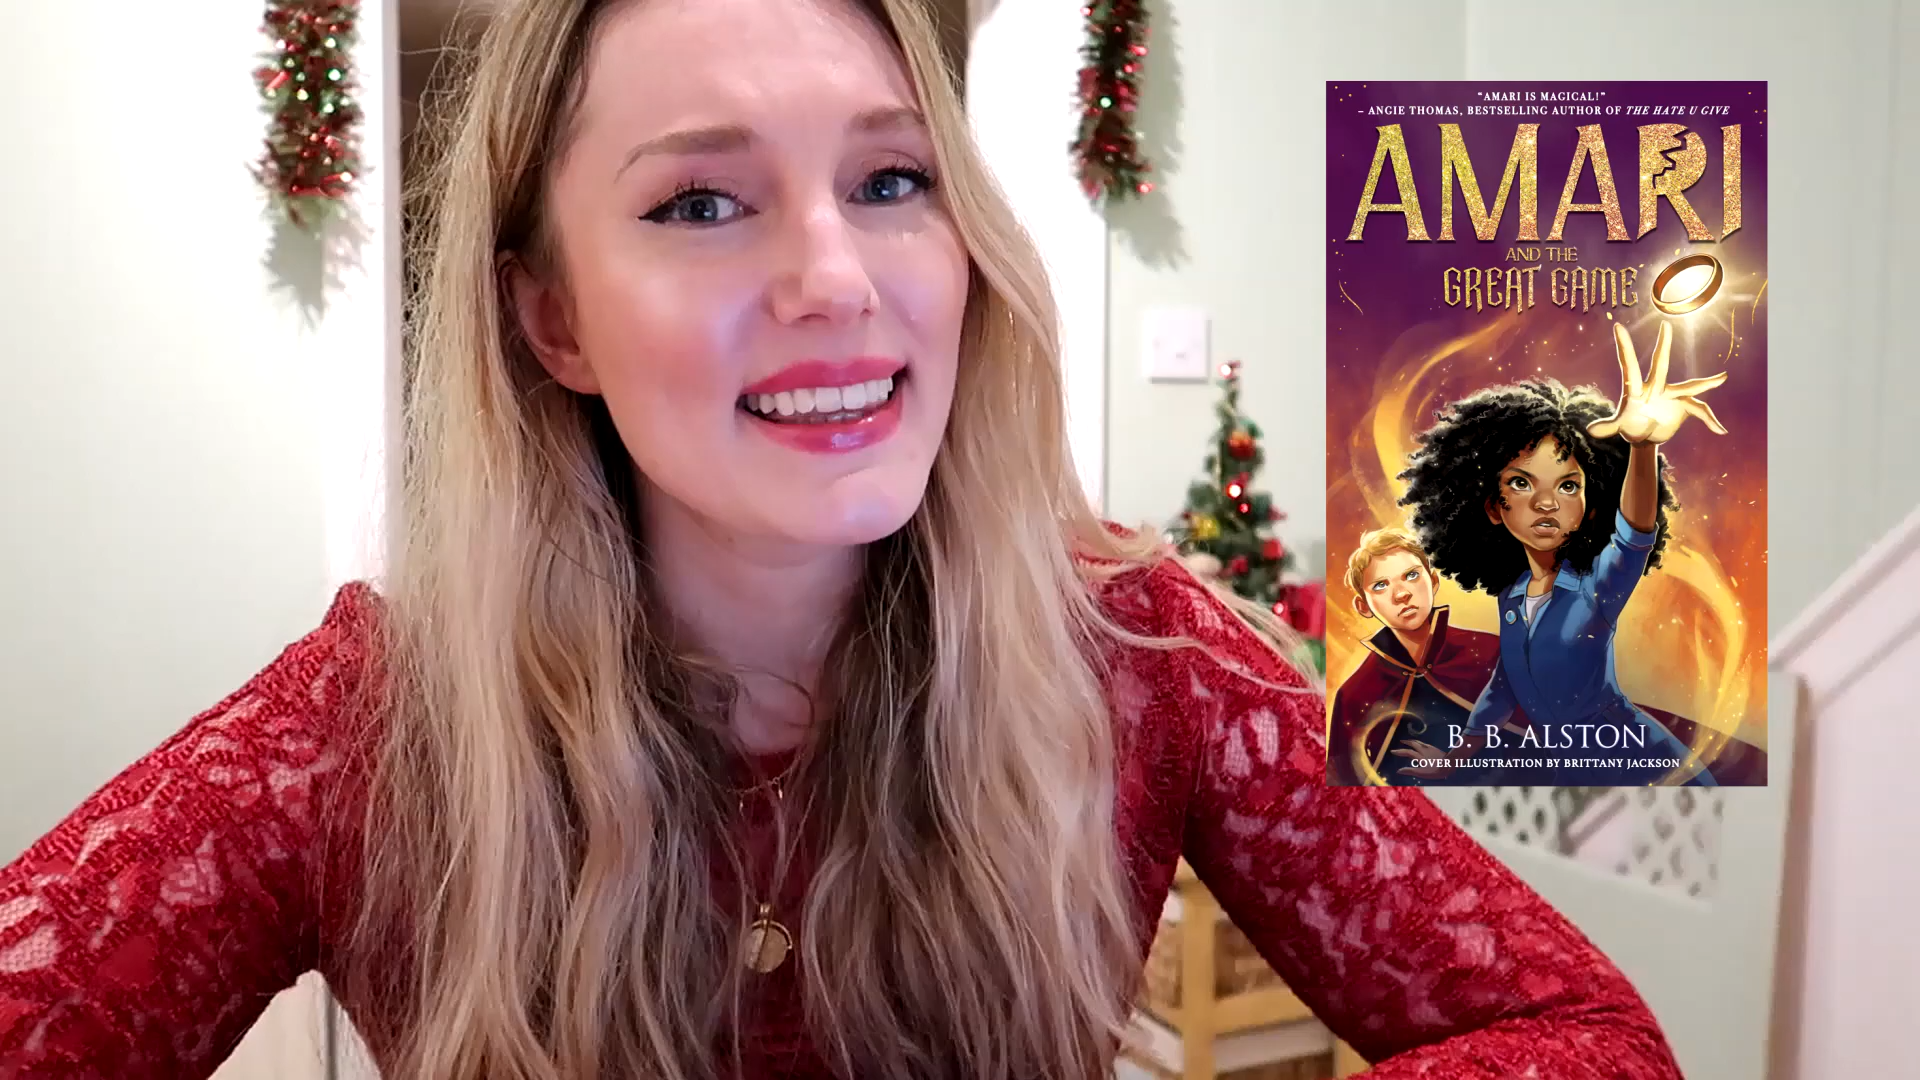 “AMARI IS MAGICAL!”
– ANGIE THOMAS, BESTSELLING AUTHOR OF THE HATE U GIVE
AMARI
AND THE
GREAT GAME
B. B. ALSTON
COVER ILLUSTRATION BY BRITTANY JACKSON